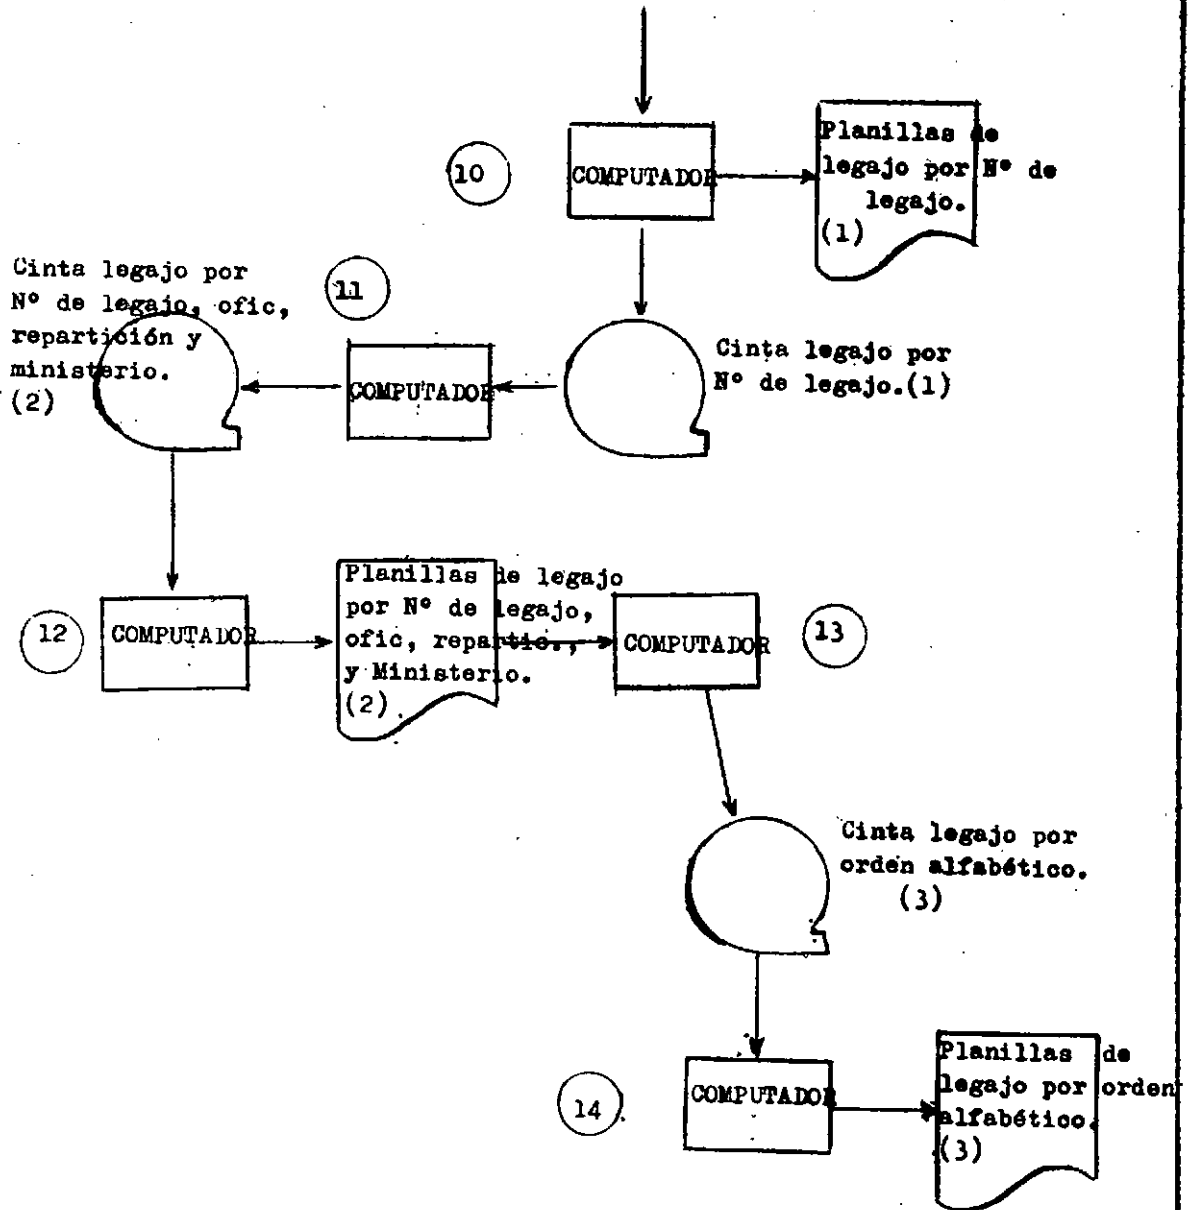 10
COMPUTADOR
Planillas de
legajo por Nº de
legajo.
(1)
Cinta legajo por
Nº de legajo, ofic,
repartición y
ministerio.
(2)
11
COMPUTADOR
Cinta legajo por
Nº de legajo.(1)
12
COMPUTADOR
Planillas de legajo
por Nº de legajo,
ofic, repartic.,
y Ministerio.
(2)
COMPUTADOR
13
Cinta legajo por
orden alfabético.
(3)
14
COMPUTADOR
Planillas de
legajo por orden
alfabético.
(3)